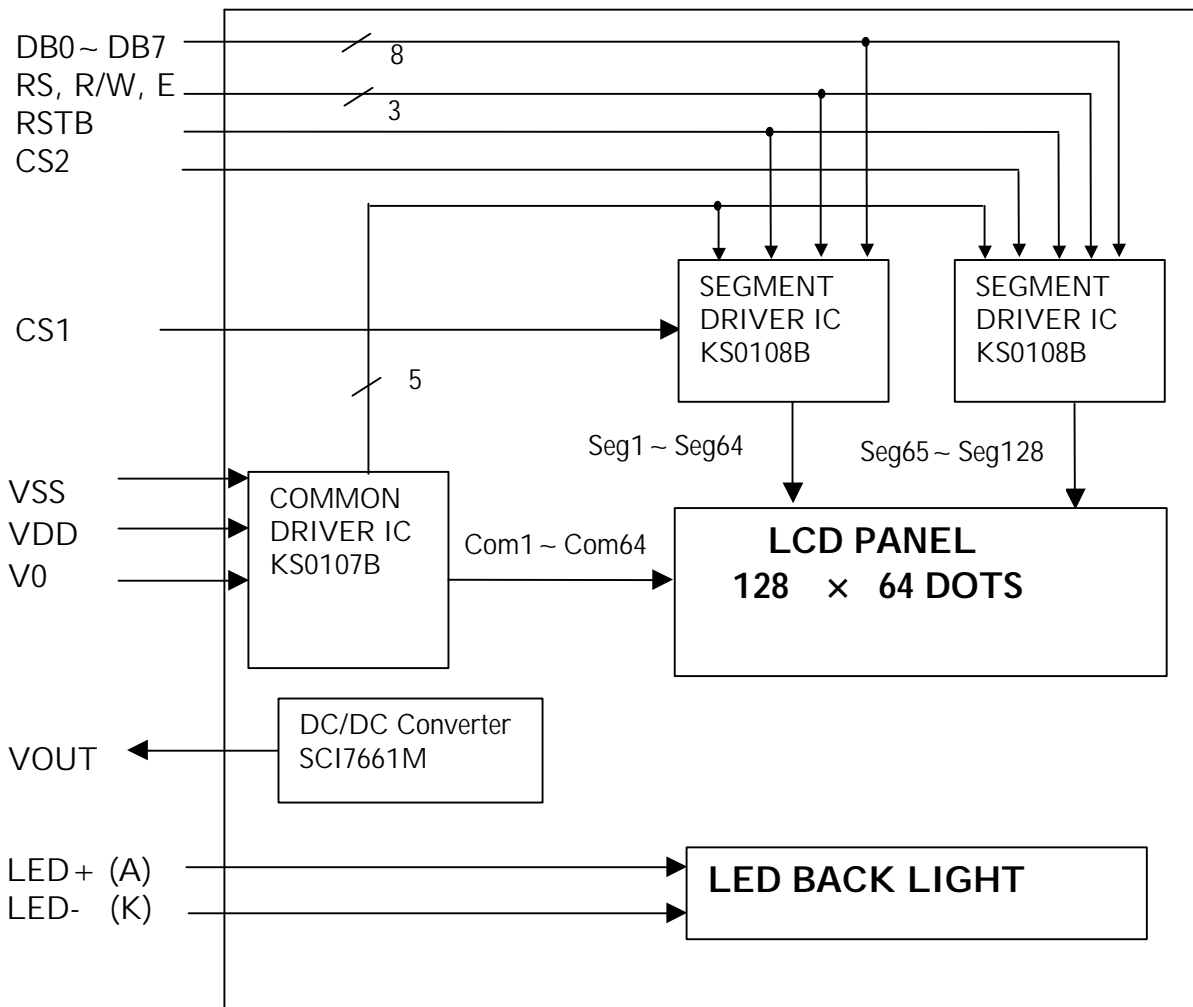 DB0~ DB7
8
RS, R/W, E
3
RSTB
CS2
SEGMENT
DRIVER IC
KS0108B
SEGMENT
DRIVER IC
KS0108B
CS1
5
Seg1~ Seg64
Seg65~ Seg128
VSS
VDD
V0
COMMON
DRIVER IC
KS0107B
Com1~ Com64
LCD PANEL
128 × 64 DOTS
DC/DC Converter
SCI7661M
VOUT
LED+ (A)
LED- (K)
LED BACK LIGHT